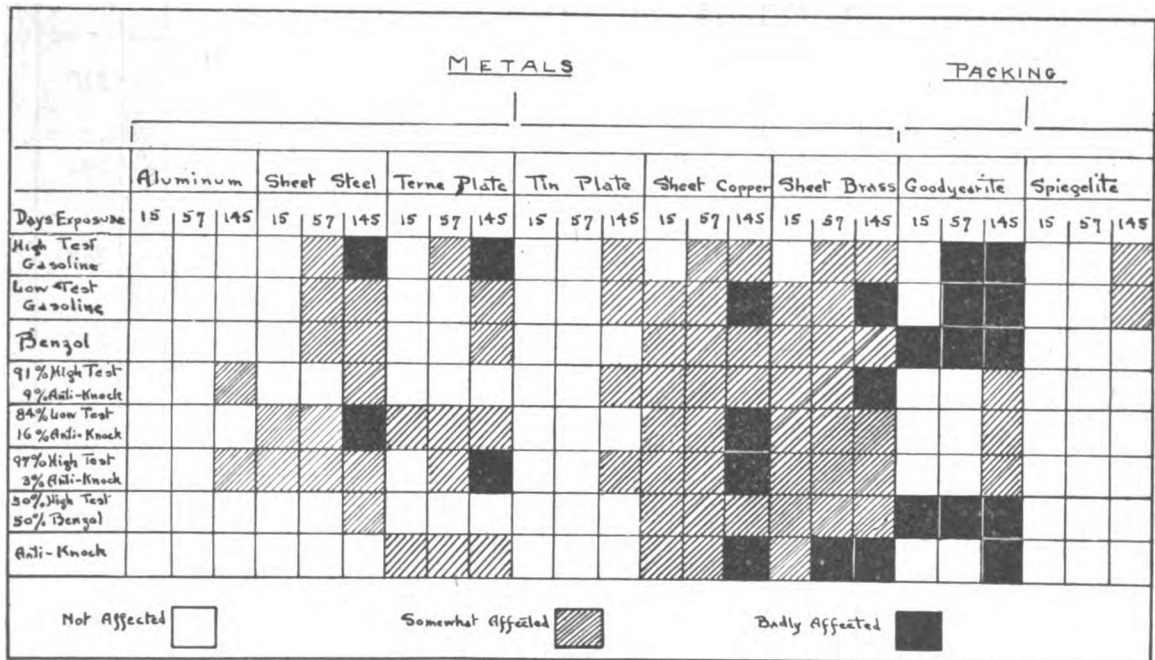 METALS PACKING
Aluminum Sheet Steel Terne Plate Tin Plate Sheet Copper Sheet Brass Goodyearite Spiegelite
Days Exposure 15 57 145 15 57 145 15 57 145 15 57 145 15 57 145 15 57 145 15 57 145 15 57 145
High Test
Gasoline
Low Test
Gasoline
Benzol
91% High Test
9% Anti-Knock
84% Low Test
16% Anti-Knock
97% High Test
3% Anti-Knock
50% High Test
50% Benzol
Anti-Knock
Not Affected Somewhat Affected Badly Affected